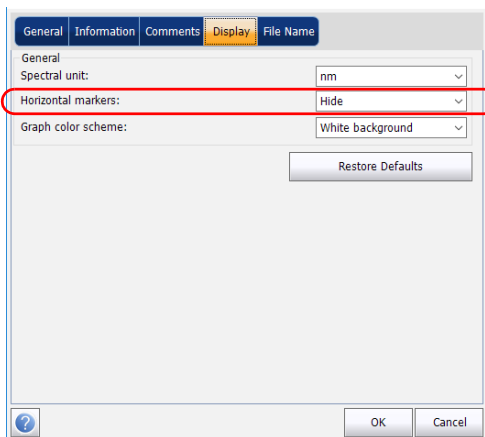 General Information Comments Display File Name
General
Spectral unit: nm
Horizontal markers: Hide
Graph color scheme: White background
Restore Defaults
? OK Cancel